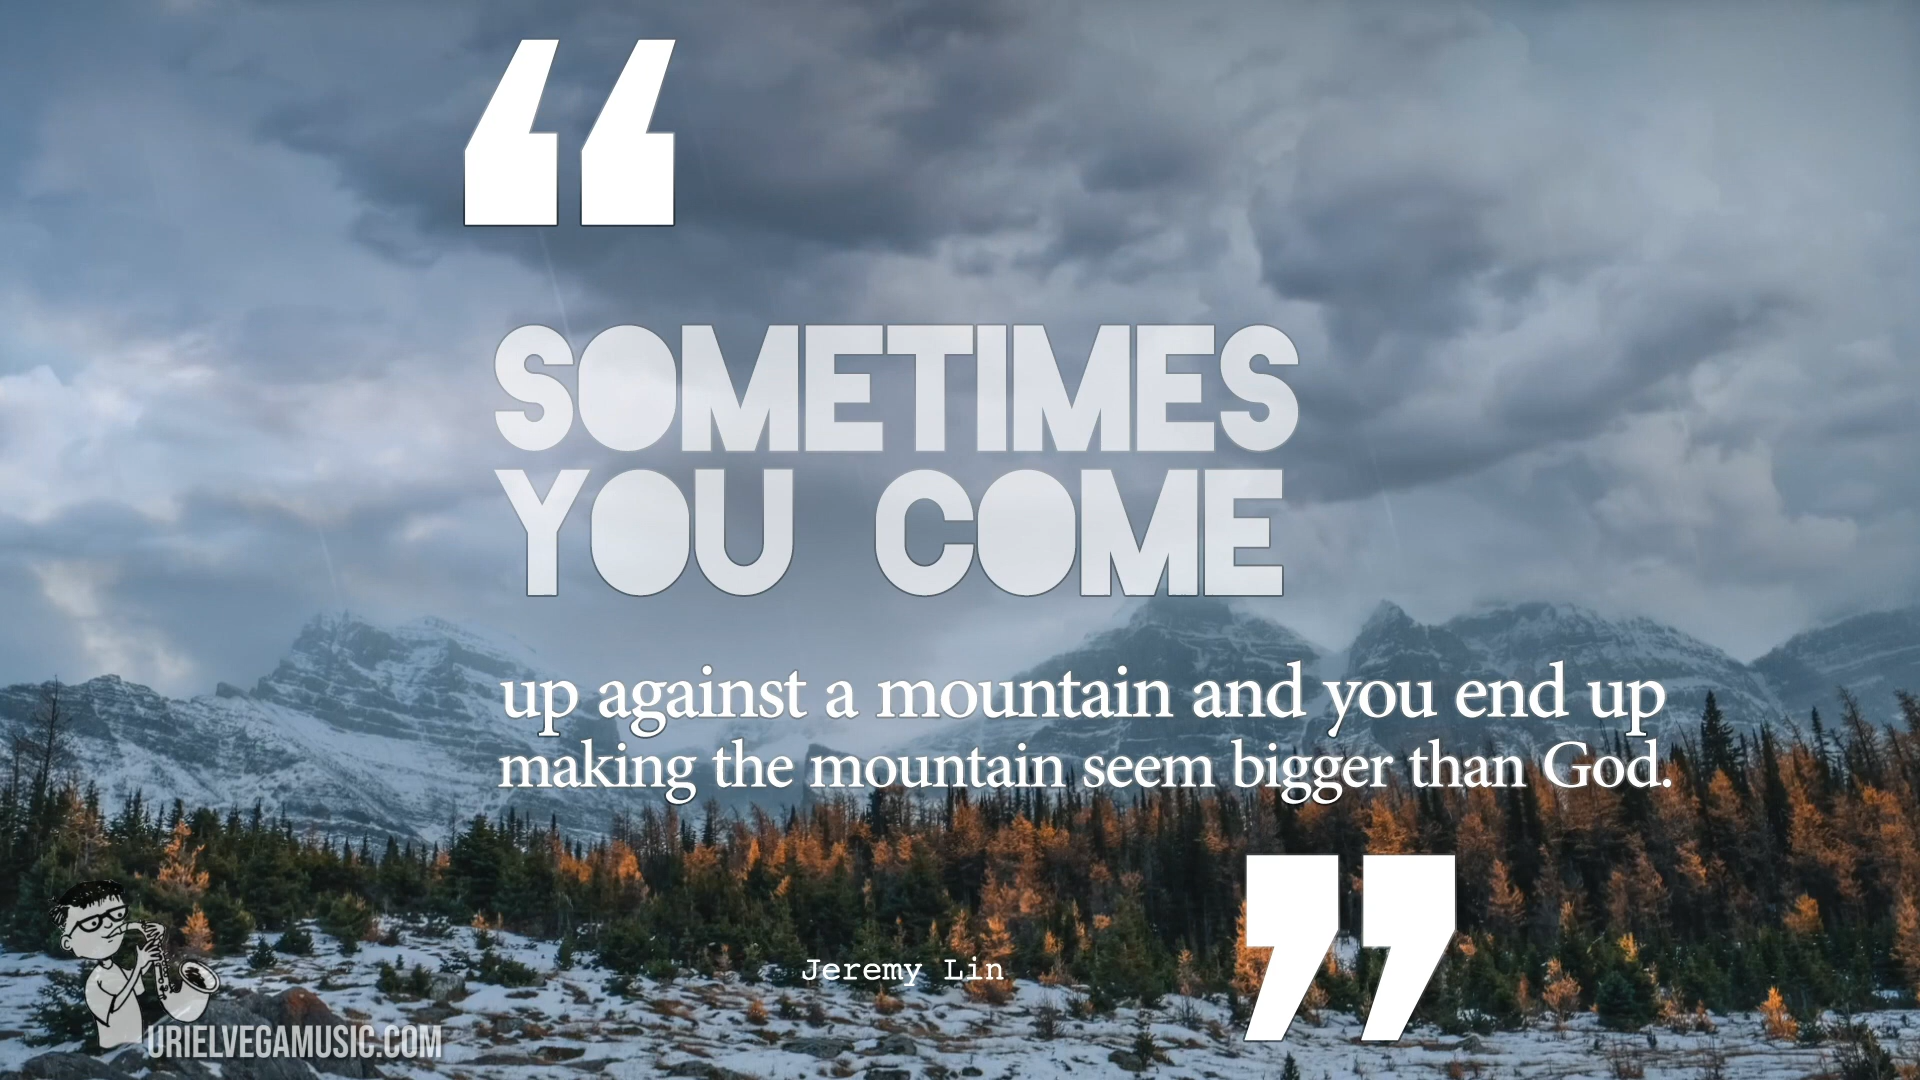 “
SOMETIMES
YOU COME
up against a mountain and you end up
making the mountain seem bigger than God.
”
Jeremy Lin
URIELVEGAMUSIC.COM